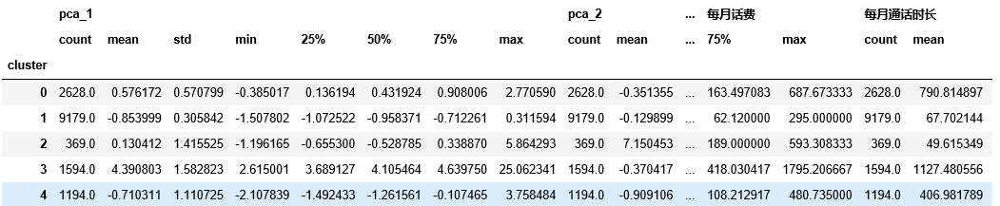 pca_1 pca_2 ... 每月话费 每月通话时长
count mean std min 25% 50% 75% max count mean ... 75% max count mean
cluster
0 2628.0 0.576172 0.570799 -0.385017 0.136194 0.431924 0.908006 2.770590 2628.0 -0.351355 ... 163.497083 687.673333 2628.0 790.814897
1 9179.0 -0.853999 0.305842 -1.507802 -1.072522 -0.958371 -0.712261 0.311594 9179.0 -0.129899 ... 62.120000 295.000000 9179.0 67.702144
2 369.0 0.130412 1.415525 -1.196165 -0.655300 -0.528785 0.338870 5.864293 369.0 7.150453 ... 189.000000 593.308333 369.0 49.615349
3 1594.0 4.390803 1.582823 2.615001 3.689127 4.105464 4.639750 25.062341 1594.0 -0.370417 ... 418.030417 1795.206667 1594.0 1127.480556
4 1194.0 -0.710311 1.110725 -2.107839 -1.492433 -1.261561 -0.107465 3.758484 1194.0 -0.909106 ... 108.212917 480.735000 1194.0 406.981789